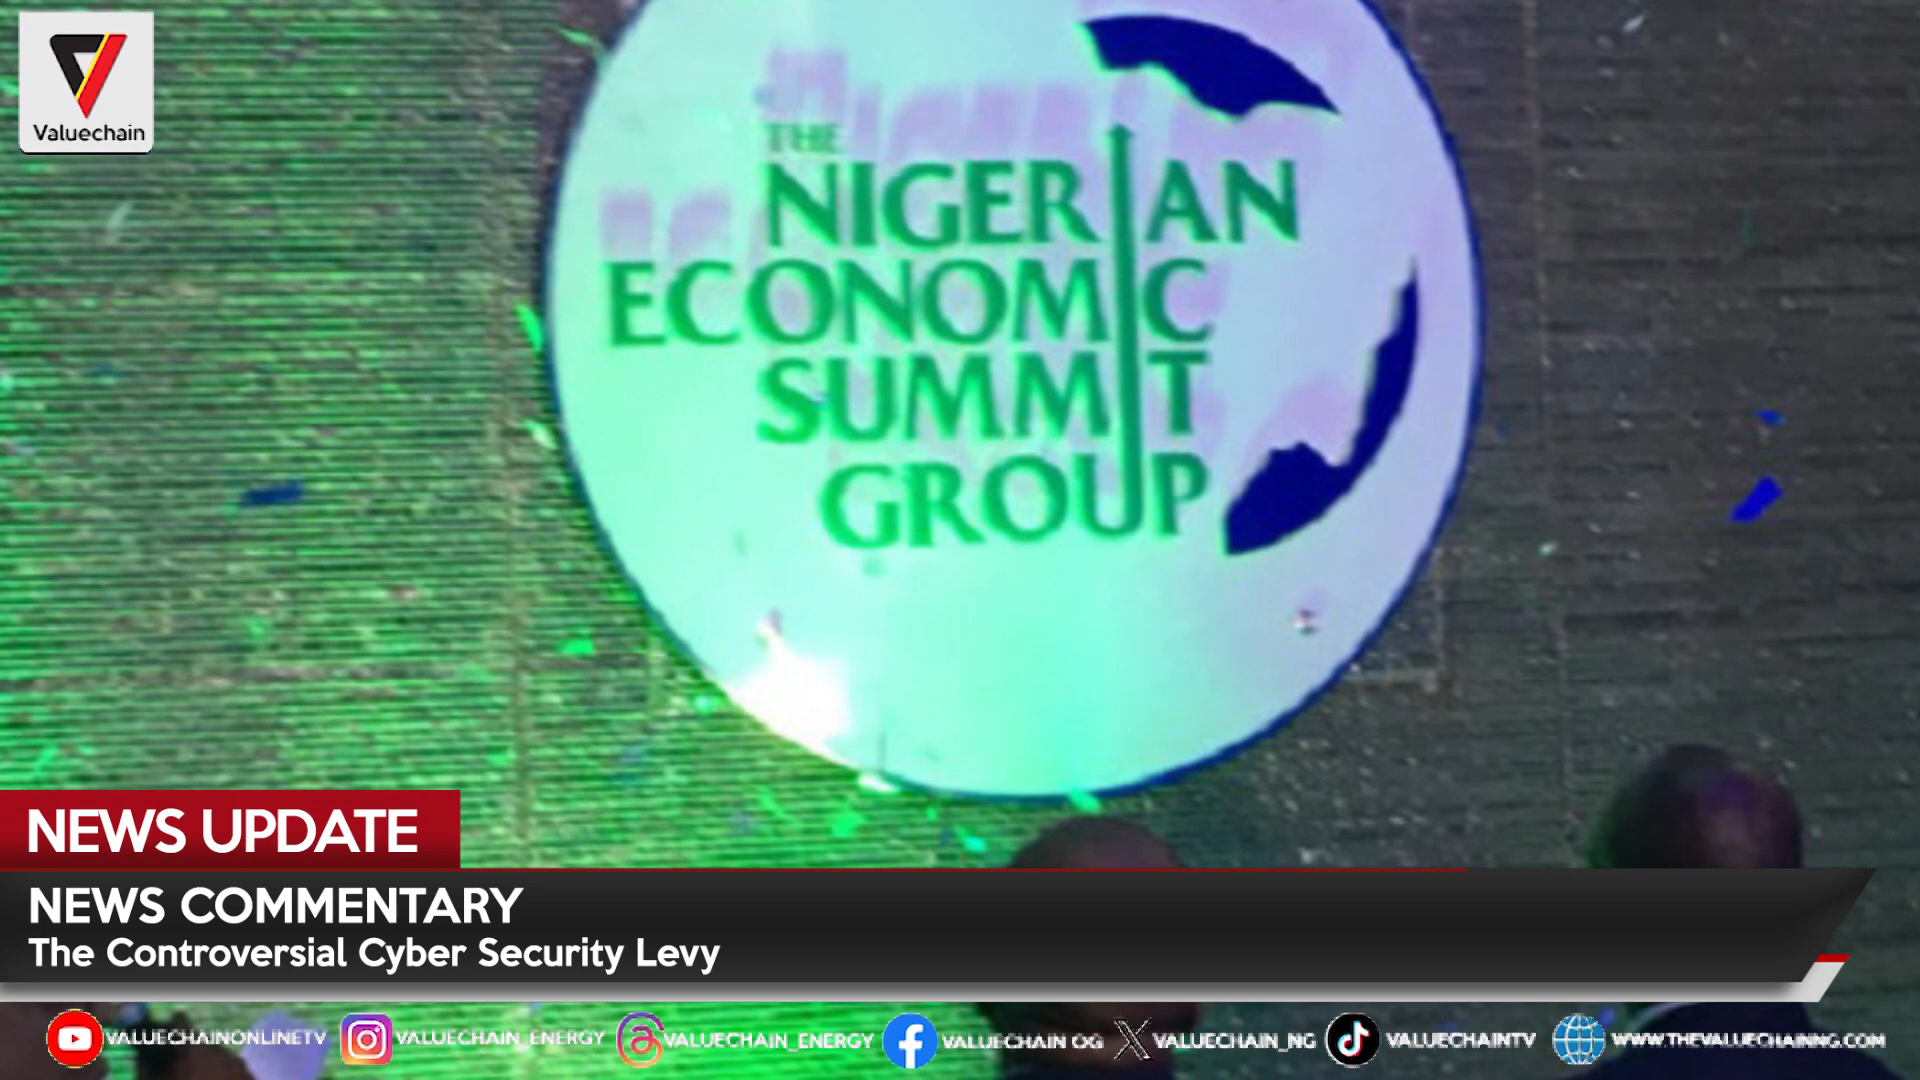 Valuechain
THE
NIGERIAN
ECONOMIC
SUMMIT
GROUP
NEWS UPDATE
NEWS COMMENTARY
The Controversial Cyber Security Levy
VALUECHAINONLINETV VALUECHAIN_ENERGY VALUECHAIN_ENERGY VALUECHAIN OG VALUECHAIN_NG VALUECHAINTV WWW.THEVALUECHAINNG.COM